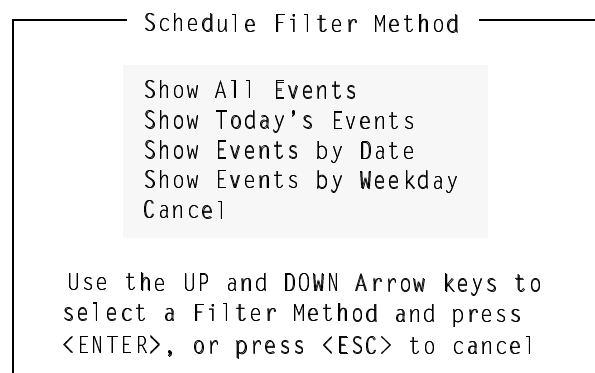 Schedule Filter Method
Show All Events
Show Today's Events
Show Events by Date
Show Events by Weekday
Cancel
Use the UP and DOWN Arrow keys to
select a Filter Method and press
<ENTER>, or press <ESC> to cancel